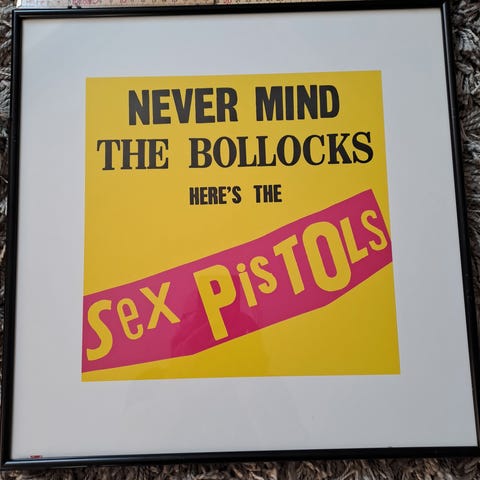 NEVER MIND
THE BOLLOCKS
HERE'S THE
Sex PiSTOLS